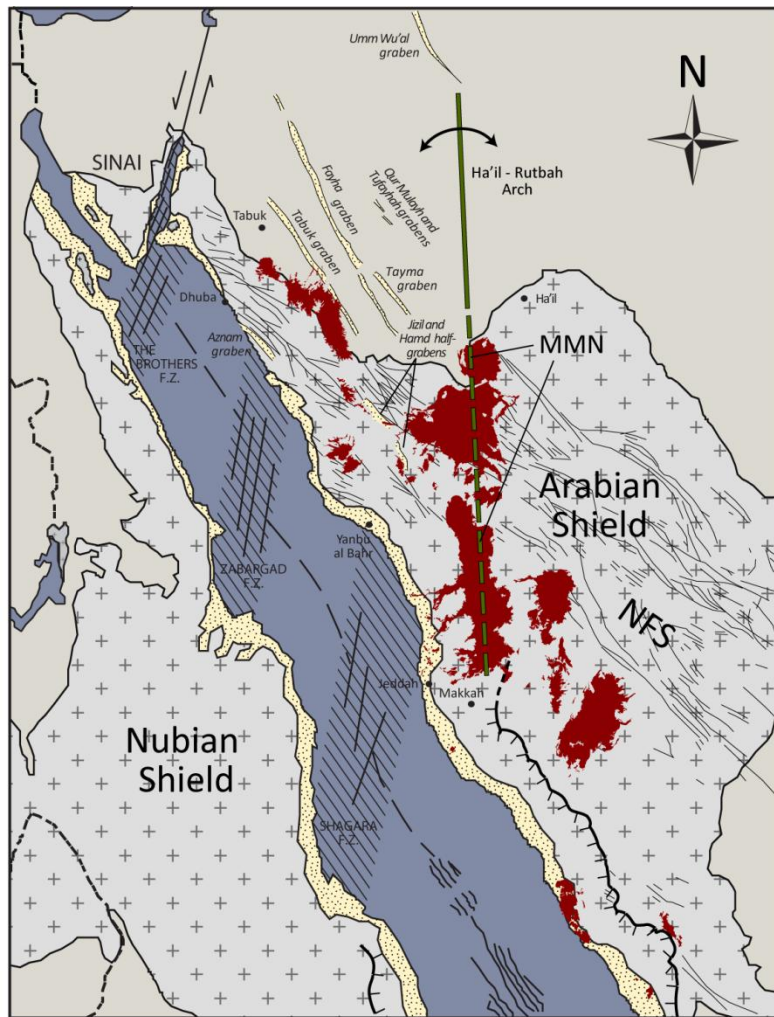 Umm Wu'al
graben
N
SINAI
Ha'il - Rutbah
Arch
Fayha
graben
Qur Mulayh and
Tufayhah grabens
Tabuk
Tabuk graben
Tayma
graben
Ha'il
Dhuba
Aznam
graben
Jizil and
Hamd half-
grabens
MMN
THE
BROTHERS
F.Z.
Arabian
Shield
Yanbu
al Bahr
ZABARGAD
F.Z.
NFS
Jeddah
Makkah
Nubian
Shield
SHAGARA
F.Z.